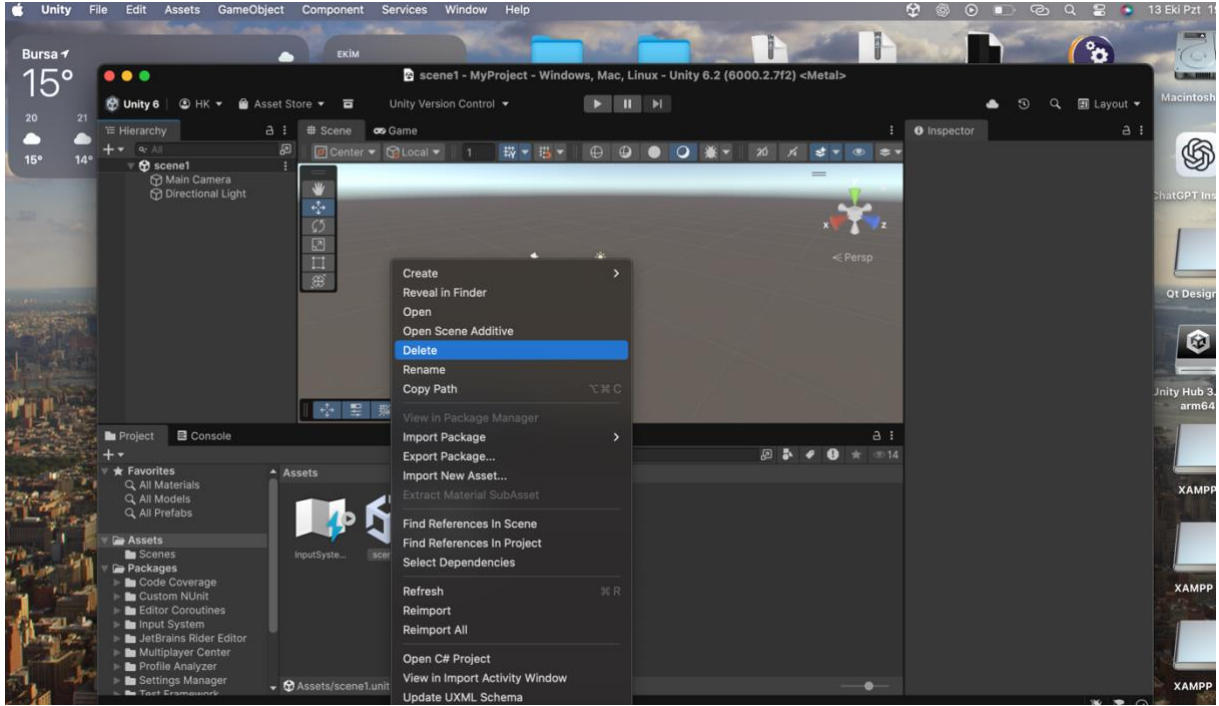 Unity File Edit Assets GameObject Component Services Window Help
13 Eki Pzt
Bursa
15°
20 21
15° 14°
EKİM
scene1 - MyProject - Windows, Mac, Linux - Unity 6.2 (6000.2.7f2) <Metal>
Unity 6 HK Asset Store Unity Version Control Layout
Hierarchy
All
scene1
Main Camera
Directional Light
Scene Game
Center Local 1 2D
x z
Persp
Inspector
Create
Reveal in Finder
Open
Open Scene Additive
Delete
Rename
Copy Path ⌥⌘C
View in Package Manager
Import Package
Export Package...
Import New Asset...
Extract Material SubAsset
Find References In Scene
Find References In Project
Select Dependencies
Refresh ⌘R
Reimport
Reimport All
Open C# Project
View in Import Activity Window
Update UXML Schema
Project Console
14
Favorites
All Materials
All Models
All Prefabs
Assets
Scenes
Packages
Code Coverage
Custom NUnit
Editor Coroutines
Input System
JetBrains Rider Editor
Multiplayer Center
Profile Analyzer
Settings Manager
Test Framework
Assets
InputSyste...
Assets/scene1.unit
Macintosh
ChatGPT Ins
Qt Design
Unity Hub 3.
arm64
XAMPP
XAMPP
XAMPP